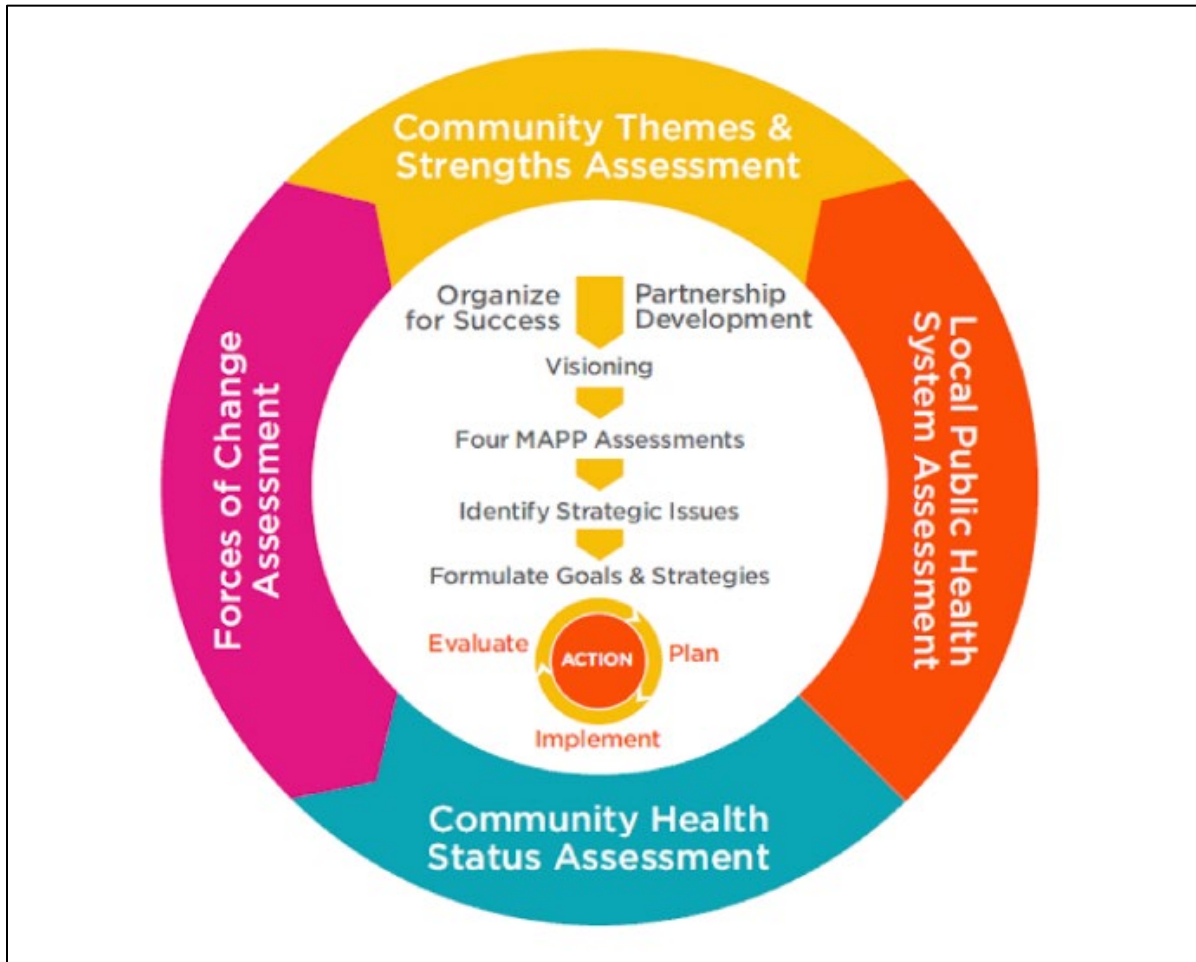 Community Themes &
Strengths Assessment
Organize
for Success
Partnership
Development
Visioning
Four MAPP Assessments
Identify Strategic Issues
Formulate Goals & Strategies
Evaluate
ACTION
Plan
Implement
Forces of Change
Assessment
Local Public Health
System Assessment
Community Health
Status Assessment